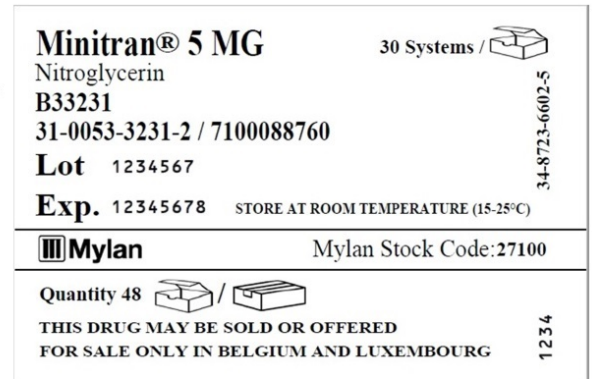 Minitran® 5 MG
30 Systems /
Nitroglycerin
B33231
31-0053-3231-2 / 7100088760
34-8723-6602-5
Lot 1234567
Exp. 12345678 STORE AT ROOM TEMPERATURE (15-25°C)
Mylan Mylan Stock Code:27100
Quantity 48 /
THIS DRUG MAY BE SOLD OR OFFERED
FOR SALE ONLY IN BELGIUM AND LUXEMBOURG
1234